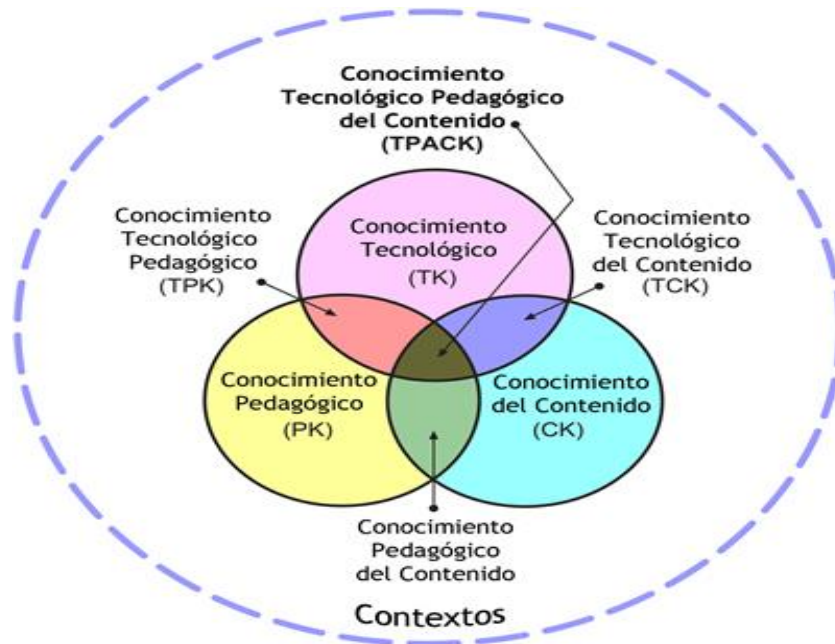 Conocimiento
Tecnológico Pedagógico
del Contenido
(TPACK)
Conocimiento
Tecnológico
Pedagógico
(TPK)
Conocimiento
Tecnológico
(TK)
Conocimiento
Tecnológico
del Contenido
(TCK)
Conocimiento
Pedagógico
(PK)
Conocimiento
del Contenido
(CK)
Conocimiento
Pedagógico
del Contenido
Contextos